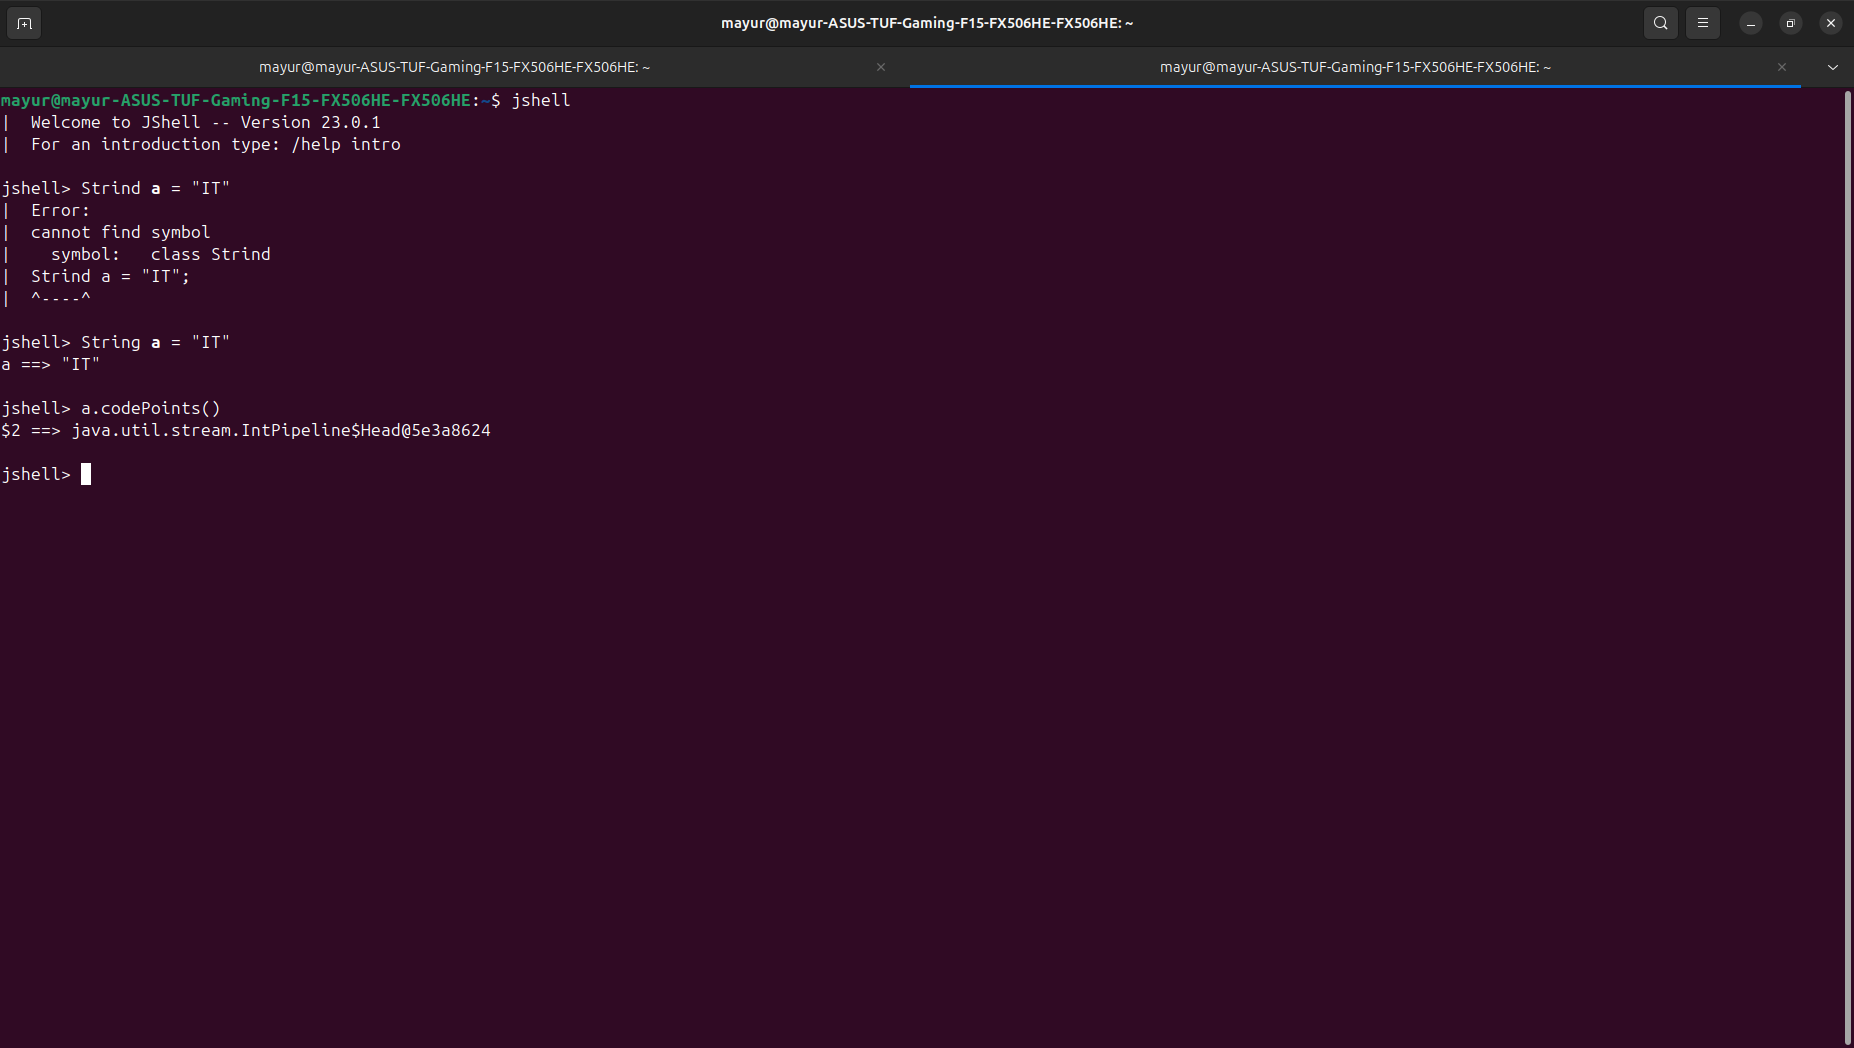 mayur@mayur-ASUS-TUF-Gaming-F15-FX506HE-FX506HE: ~
mayur@mayur-ASUS-TUF-Gaming-F15-FX506HE-FX506HE: ~
mayur@mayur-ASUS-TUF-Gaming-F15-FX506HE-FX506HE: ~
mayur@mayur-ASUS-TUF-Gaming-F15-FX506HE-FX506HE:~$ jshell
|  Welcome to JShell -- Version 23.0.1
|  For an introduction type: /help intro
jshell> Strind a = "IT"
|  Error:
|  cannot find symbol
|    symbol:   class Strind
|  Strind a = "IT";
|  ^----^
jshell> String a = "IT"
a ==> "IT"
jshell> a.codePoints()
$2 ==> java.util.stream.IntPipeline$Head@5e3a8624
jshell>